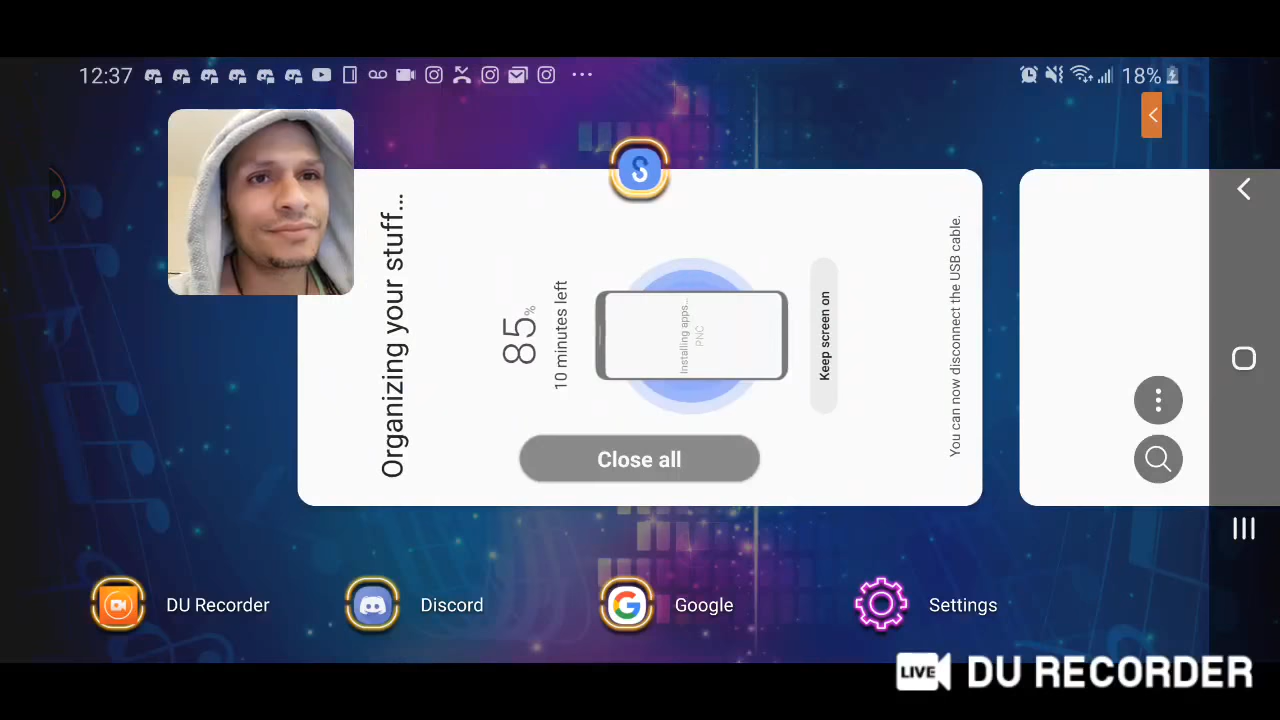 12:37
18%
Organizing your stuff...
85%
10 minutes left
Installing apps...
PNC
Keep screen on
You can now disconnect the USB cable.
Close all
DU Recorder
Discord
Google
Settings
LIVE DU RECORDER